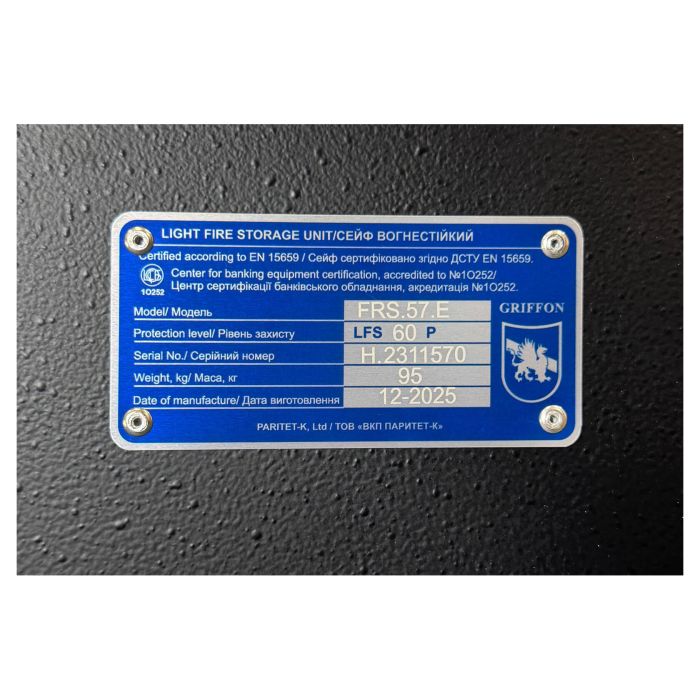 LIGHT FIRE STORAGE UNIT/СЕЙФ ВОГНЕСТІЙКИЙ
Certified according to EN 15659 / Сейф сертифіковано згідно ДСТУ EN 15659.
Center for banking equipment certification, accredited to №1О252/
1О252
Центр сертифікації банківського обладнання, акредитація №1О252.
Model/ Модель FRS.57.E
GRIFFON
Protection level/ Рівень захисту LFS 60 P
Serial No./ Серійний номер H.2311570
Weight, kg/ Маса, кг 95
Date of manufacture/ Дата виготовлення 12-2025
PARITET-K, Ltd / ТОВ «ВКП ПАРИТЕТ-К»